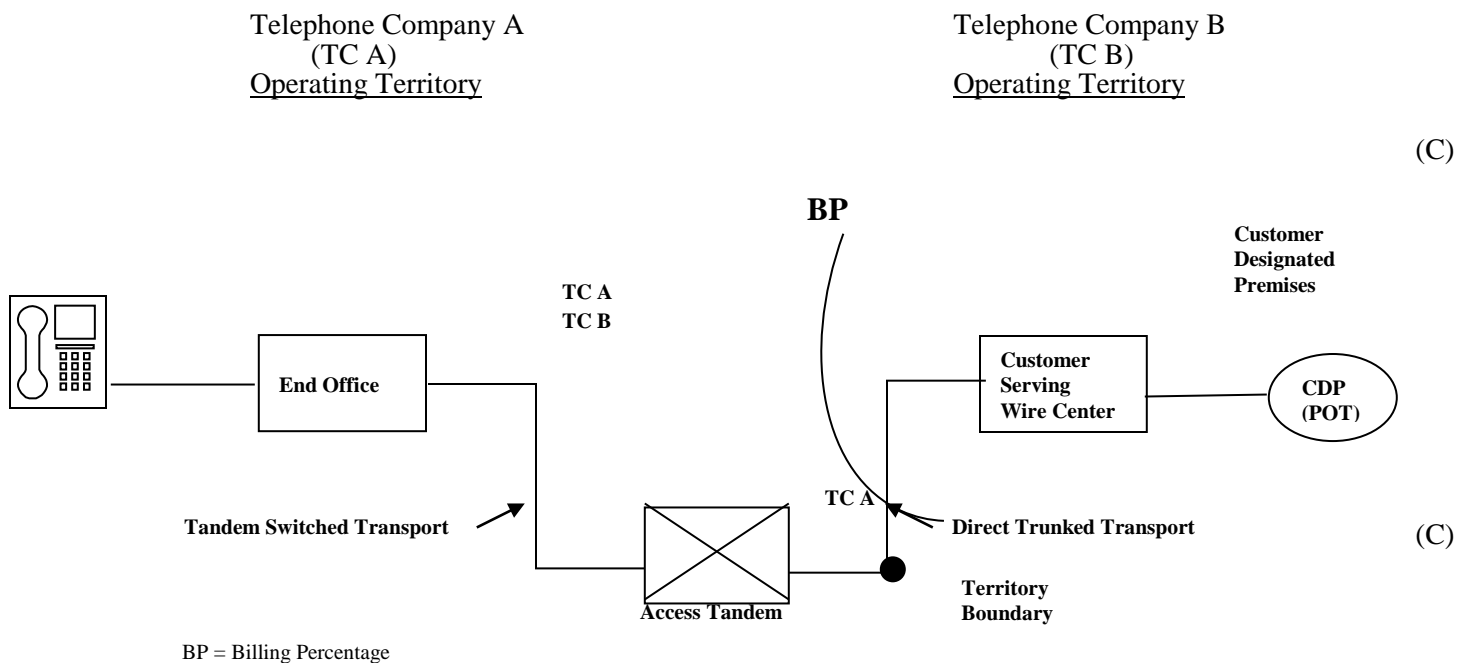 Telephone Company A
(TC A)
Operating Territory
Telephone Company B
(TC B)
Operating Territory
(C)
BP
Customer
Designated
Premises
TC A
TC B
End Office
Customer
Serving
Wire Center
CDP
(POT)
TC A
Tandem Switched Transport
Direct Trunked Transport
(C)
Access Tandem
Territory
Boundary
BP = Billing Percentage